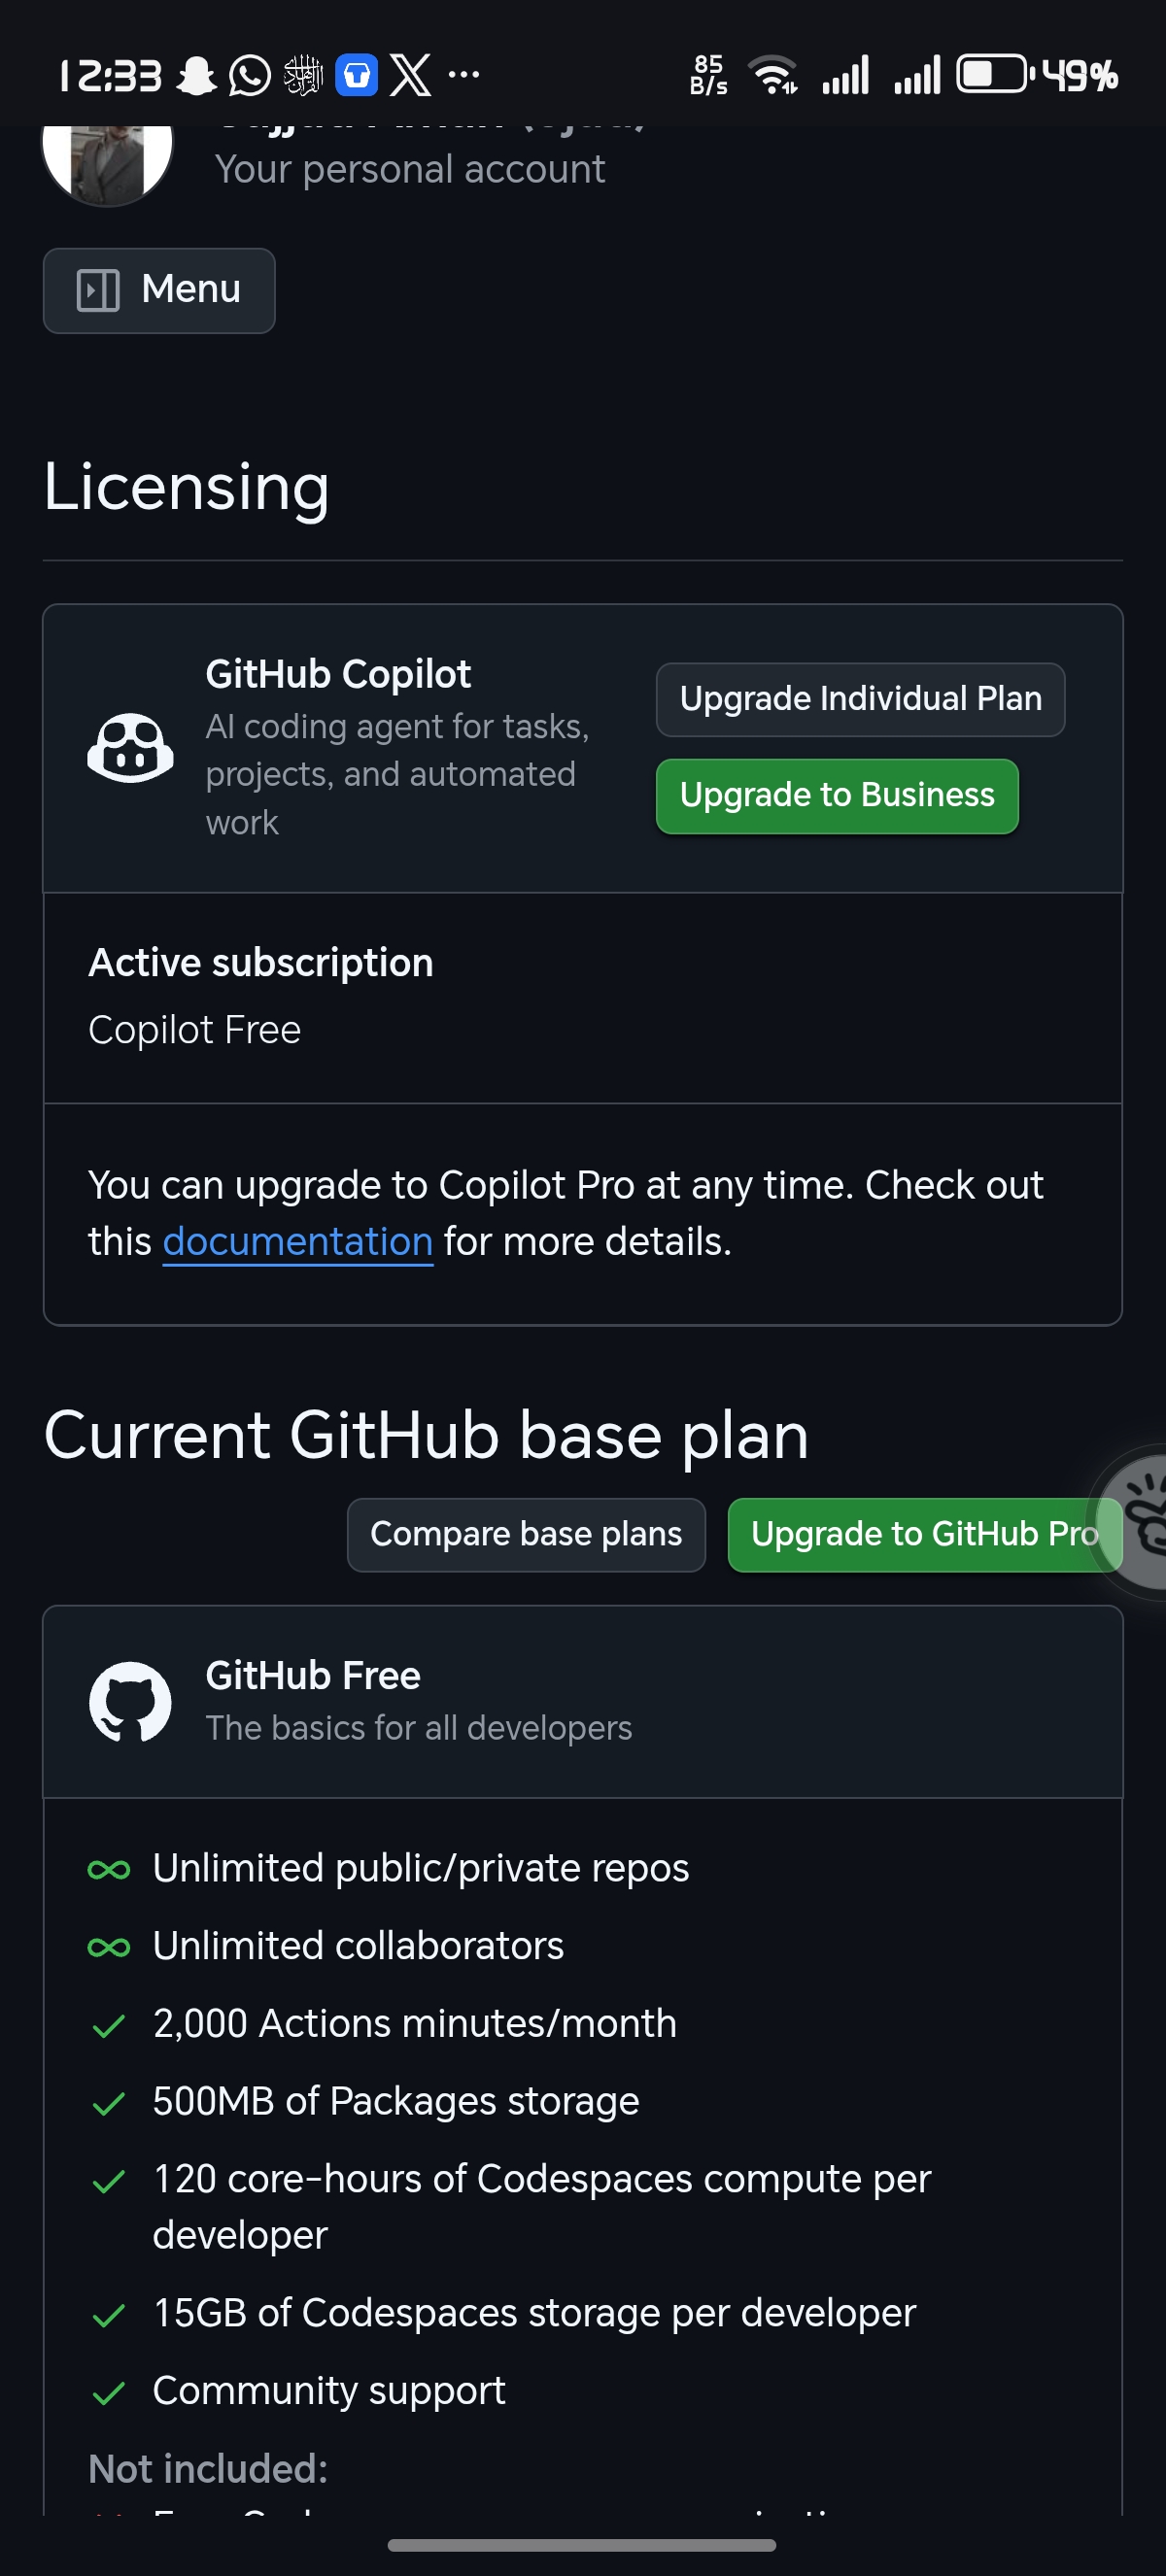 12:33
85
B/s
49%
Your personal account
Menu
Licensing
GitHub Copilot
AI coding agent for tasks,
projects, and automated
work
Upgrade Individual Plan
Upgrade to Business
Active subscription
Copilot Free
You can upgrade to Copilot Pro at any time. Check out
this documentation for more details.
Current GitHub base plan
Compare base plans
Upgrade to GitHub Pro
GitHub Free
The basics for all developers
Unlimited public/private repos
Unlimited collaborators
2,000 Actions minutes/month
500MB of Packages storage
120 core-hours of Codespaces compute per
developer
15GB of Codespaces storage per developer
Community support
Not included: